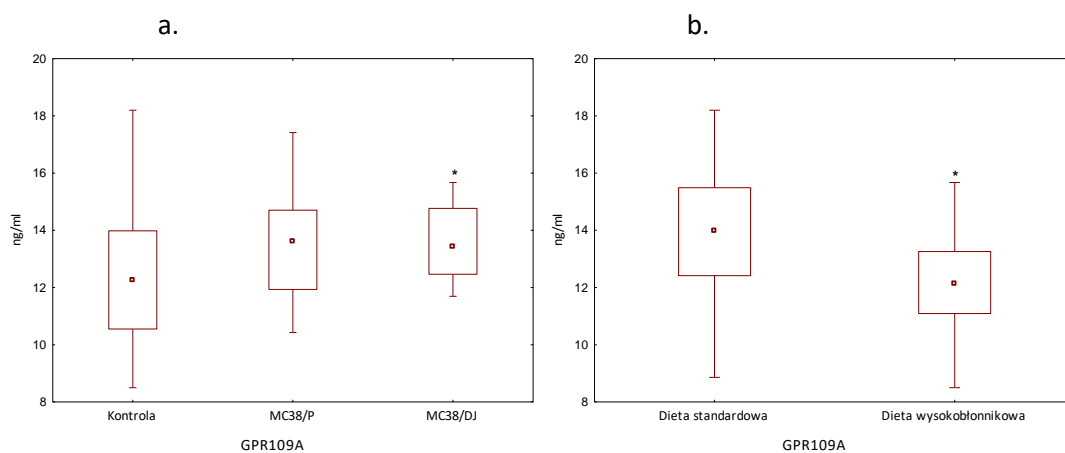 a.
20
18
16
14
12
10
8
ng/ml
*
Kontrola MC38/P MC38/DJ
GPR109A
b.
20
18
16
14
12
10
8
ng/ml
*
Dieta standardowa Dieta wysokobłonnikowa
GPR109A